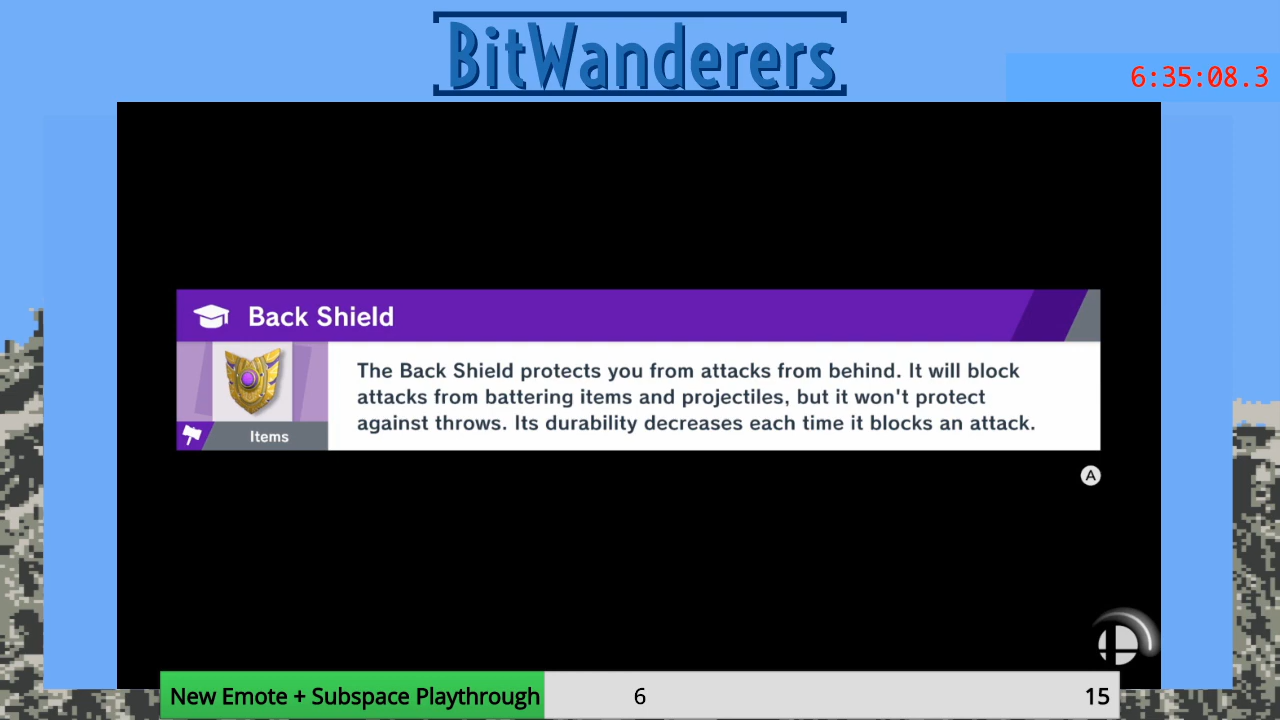 BitWanderers
6:35:08.3
Back Shield
The Back Shield protects you from attacks from behind. It will block
attacks from battering items and projectiles, but it won't protect
against throws. Its durability decreases each time it blocks an attack.
Items
A
New Emote + Subspace Playthrough 6 15